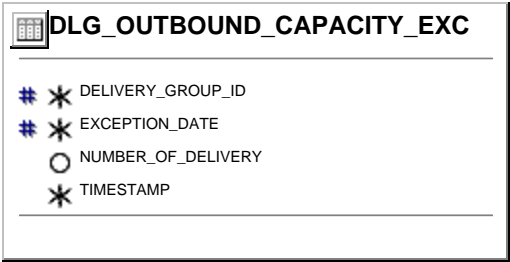 DLG_OUTBOUND_CAPACITY_EXC
# * DELIVERY_GROUP_ID
# * EXCEPTION_DATE
○ NUMBER_OF_DELIVERY
* TIMESTAMP